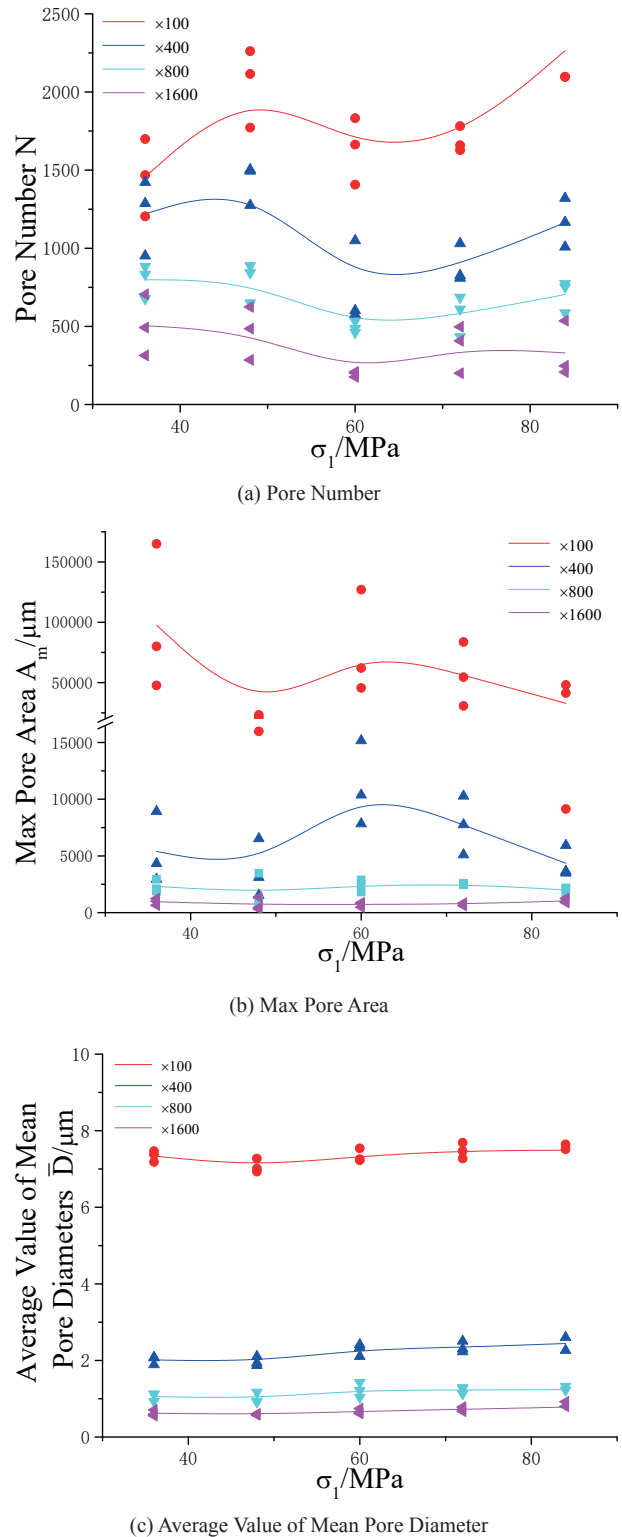 ×100
×400
×800
×1600
2500
2000
1500
1000
500
0
Pore Number N
40 60 80
σ₁/MPa
(a) Pore Number
×100
×400
×800
×1600
150000
100000
50000
15000
10000
5000
0
Max Pore Area A_m/μm
40 60 80
σ₁/MPa
(b) Max Pore Area
×100
×400
×800
×1600
10
8
6
4
2
0
Average Value of Mean
Pore Diameters D̄/μm
40 60 80
σ₁/MPa
(c) Average Value of Mean Pore Diameter